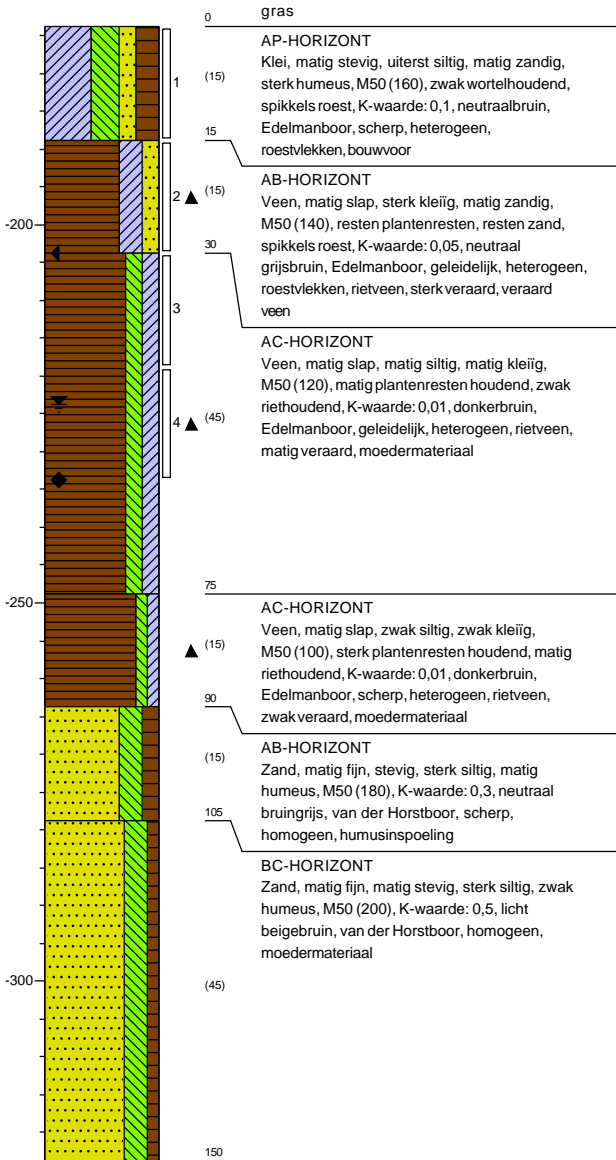 0
gras
AP-HORIZONT
Klei, matig stevig, uiterst siltig, matig zandig,
sterk humeus, M50 (160), zwak wortelhoudend,
spikkels roest, K-waarde: 0,1, neutraalbruin,
Edelmanboor, scherp, heterogeen,
roestvlekken, bouwvoor
1
(15)
15
AB-HORIZONT
Veen, matig slap, sterk kleiïg, matig zandig,
M50 (140), resten plantenresten, resten zand,
spikkels roest, K-waarde: 0,05, neutraal
grijsbruin, Edelmanboor, geleidelijk, heterogeen,
roestvlekken, rietveen, sterk veraard, veraard
veen
2
(15)
-200
30
AC-HORIZONT
Veen, matig slap, matig siltig, matig kleiïg,
M50 (120), matig plantenresten houdend, zwak
riethoudend, K-waarde: 0,01, donkerbruin,
Edelmanboor, geleidelijk, heterogeen, rietveen,
matig veraard, moedermateriaal
3
4
(45)
75
-250
AC-HORIZONT
Veen, matig slap, zwak siltig, zwak kleiïg,
M50 (100), sterk plantenresten houdend, matig
riethoudend, K-waarde: 0,01, donkerbruin,
Edelmanboor, scherp, heterogeen, rietveen,
zwak veraard, moedermateriaal
(15)
90
AB-HORIZONT
Zand, matig fijn, stevig, sterk siltig, matig
humeus, M50 (180), K-waarde: 0,3, neutraal
bruingrijs, van der Horstboor, scherp,
homogeen, humusinspoeling
(15)
105
BC-HORIZONT
Zand, matig fijn, matig stevig, sterk siltig, zwak
humeus, M50 (200), K-waarde: 0,5, licht
beigebruin, van der Horstboor, homogeen,
moedermateriaal
-300
(45)
150